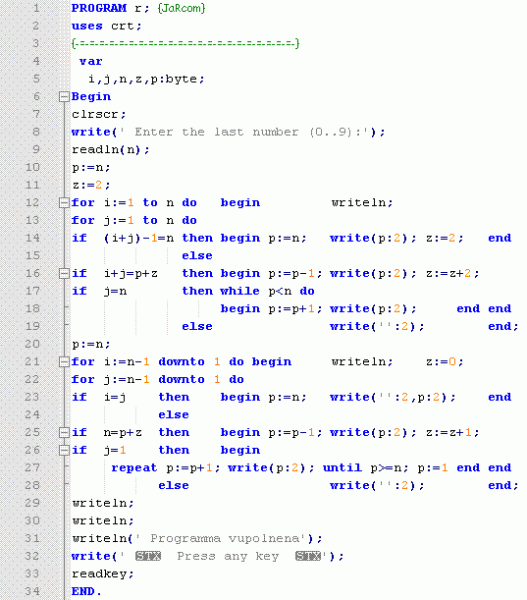 1 PROGRAM r; {JaRcom}
2 uses crt;
3 {-=-=-=-=-=-=-=-=-=-=-=-=-=-=-=-=-=-=-}
4 var
5 i,j,n,z,p:byte;
6 Begin
7 clrscr;
8 write(' Enter the last number (0..9):');
9 readln(n);
10 p:=n;
11 z:=2;
12 for i:=1 to n do begin writeln;
13 for j:=1 to n do
14 if (i+j)-1=n then begin p:=n; write(p:2); z:=2; end
15 else
16 if i+j=p+z then begin p:=p-1; write(p:2); z:=z+2;
17 if j=n then while p<n do
18 begin p:=p+1; write(p:2); end end
19 else write('':2); end;
20 p:=n;
21 for i:=n-1 downto 1 do begin writeln; z:=0;
22 for j:=n-1 downto 1 do
23 if i=j then begin p:=n; write('':2,p:2); end
24 else
25 if n=p+z then begin p:=p-1; write(p:2); z:=z+1;
26 if j=1 then begin
27 repeat p:=p+1; write(p:2); until p>=n; p:=1 end end
28 else write('':2); end;
29 writeln;
30 writeln;
31 writeln(' Programma vupolnena');
32 write(' STX Press any key STX');
33 readkey;
34 END.